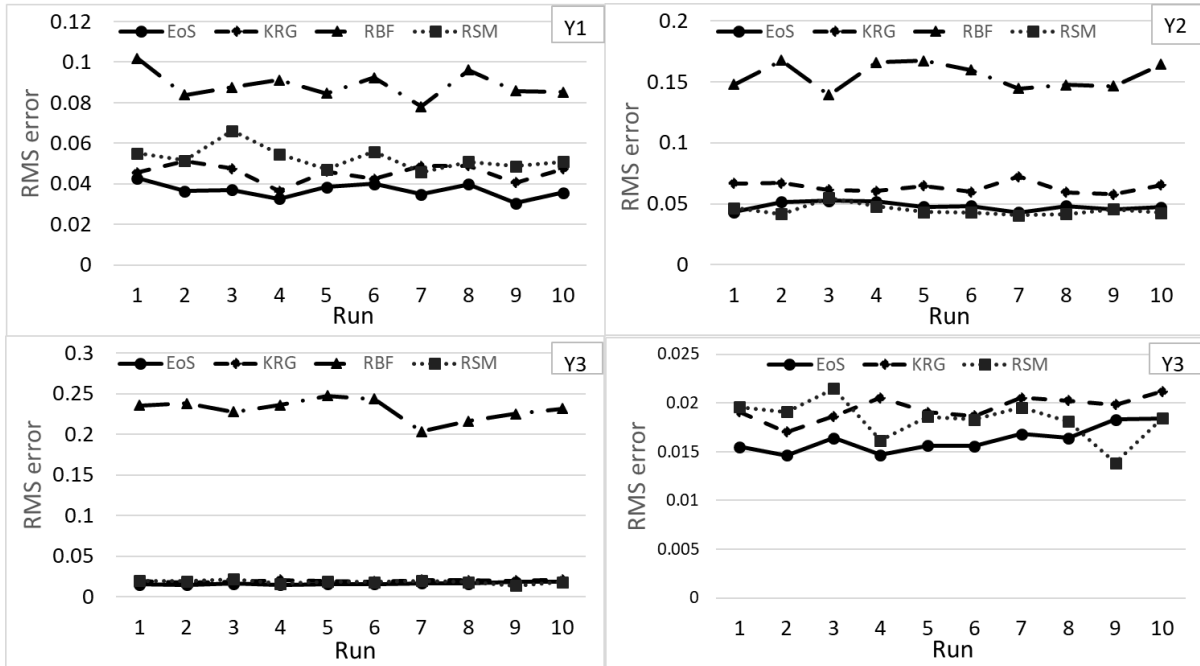 0.12
EoS KRG RBF RSM
Y1
0.1
0.08
0.06
0.04
0.02
0
RMS error
1 2 3 4 5 6 7 8 9 10
Run
0.2
EoS KRG RBF RSM
Y2
0.15
0.1
0.05
0
RMS error
1 2 3 4 5 6 7 8 9 10
Run
0.3
EoS KRG RBF RSM
Y3
0.25
0.2
0.15
0.1
0.05
0
RMS error
1 2 3 4 5 6 7 8 9 10
Run
0.025
EoS KRG RSM
Y3
0.02
0.015
0.01
0.005
0
RMS error
1 2 3 4 5 6 7 8 9 10
Run